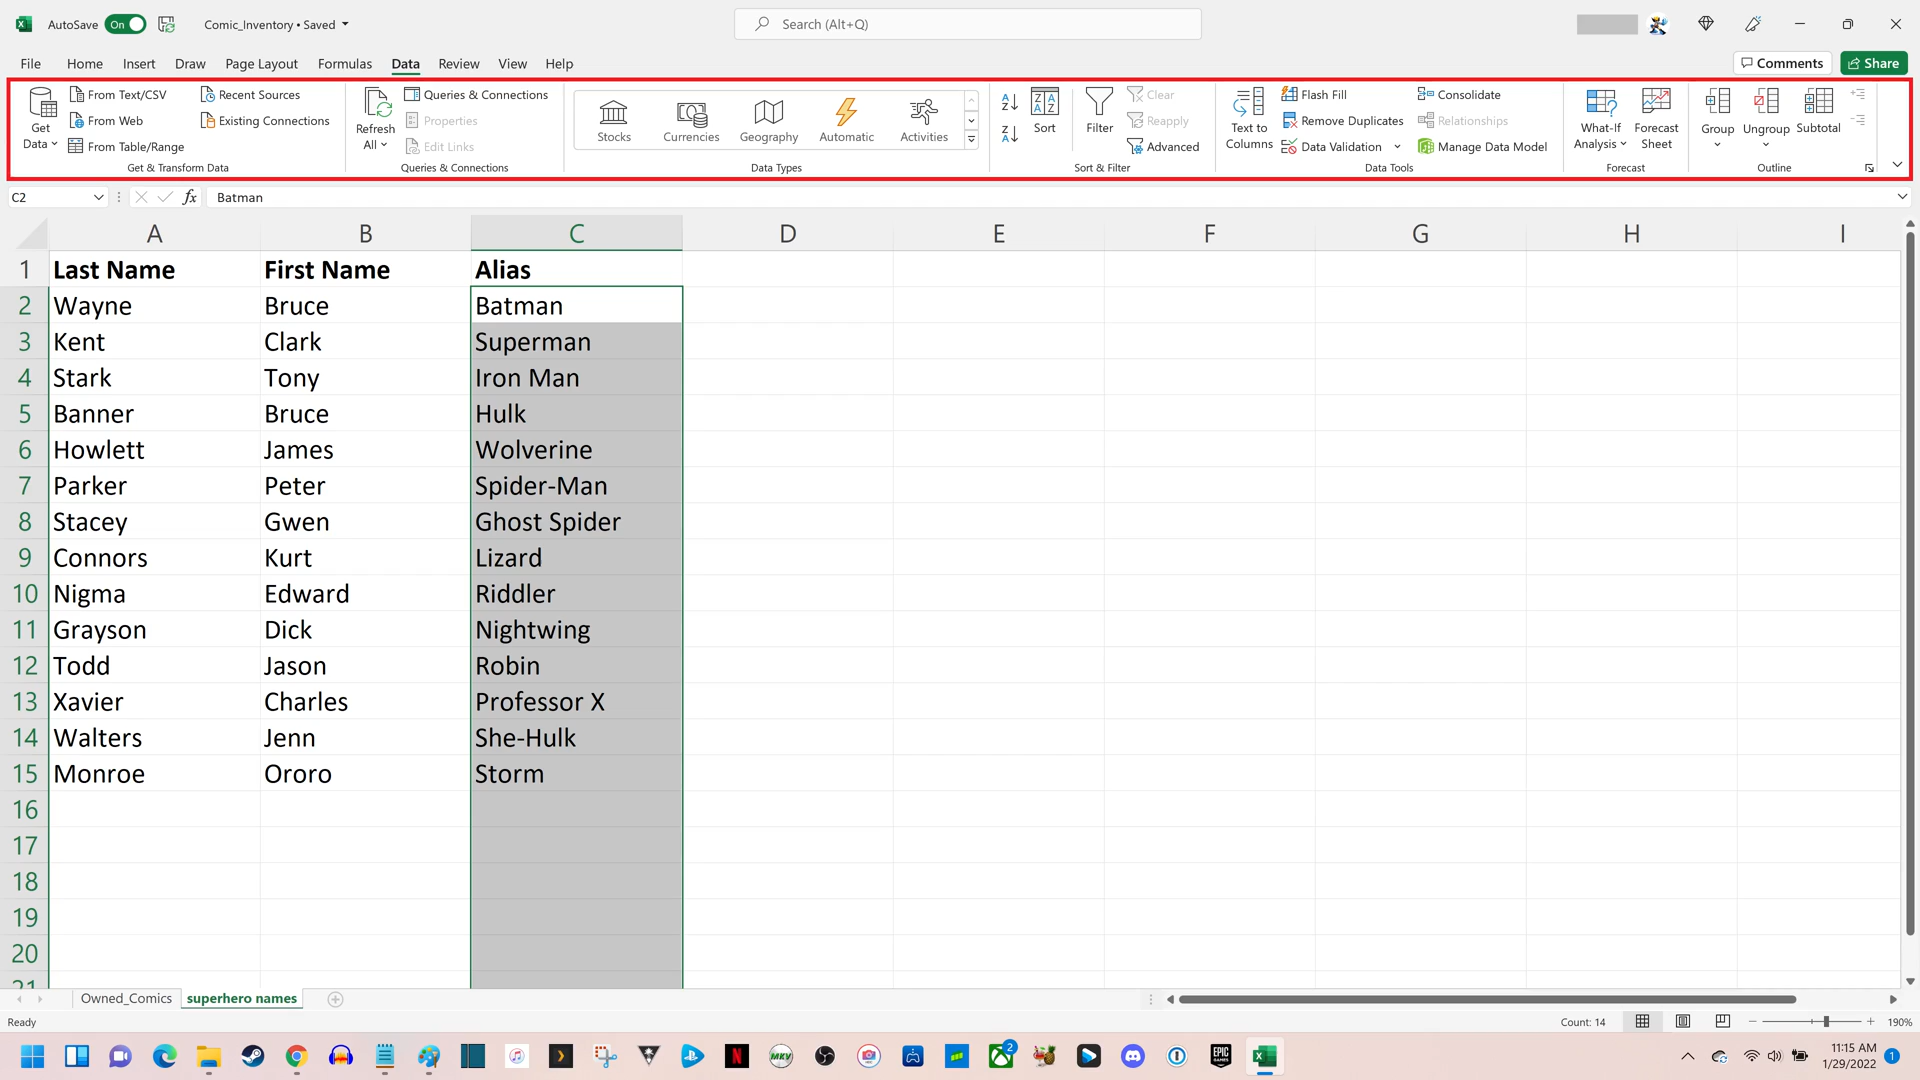 AutoSave On Comic_Inventory • Saved Search (Alt+Q)
File Home Insert Draw Page Layout Formulas Data Review View Help Comments Share
Get Data
From Text/CSV
From Web
From Table/Range
Recent Sources
Existing Connections
Get & Transform Data
Refresh All
Queries & Connections
Properties
Edit Links
Queries & Connections
Stocks Currencies Geography Automatic Activities
Data Types
Sort
Filter
Clear
Reapply
Advanced
Sort & Filter
Text to Columns
Flash Fill
Remove Duplicates
Data Validation
Consolidate
Relationships
Manage Data Model
Data Tools
What-If Analysis
Forecast Sheet
Forecast
Group Ungroup Subtotal
Outline
C2 fx Batman
A B C D E F G H I
1 Last Name First Name Alias
2 Wayne Bruce Batman
3 Kent Clark Superman
4 Stark Tony Iron Man
5 Banner Bruce Hulk
6 Howlett James Wolverine
7 Parker Peter Spider-Man
8 Stacey Gwen Ghost Spider
9 Connors Kurt Lizard
10 Nigma Edward Riddler
11 Grayson Dick Nightwing
12 Todd Jason Robin
13 Xavier Charles Professor X
14 Walters Jenn She-Hulk
15 Monroe Ororo Storm
16
17
18
19
20
21
Owned_Comics superhero names
Ready Count: 14 190%
N MKV 2 EPIC GAMES 11:15 AM 1
1/29/2022